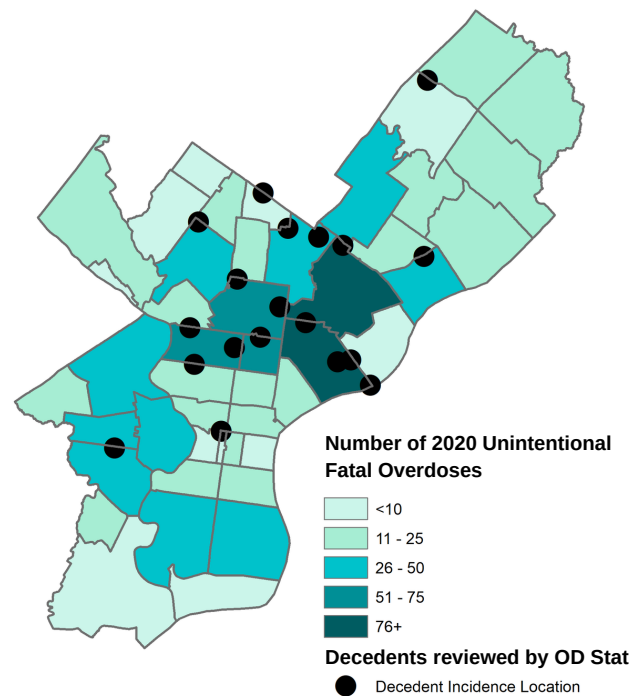 Number of 2020 Unintentional
Fatal Overdoses
<10
11 - 25
26 - 50
51 - 75
76+
Decedents reviewed by OD Stat
Decedent Incidence Location